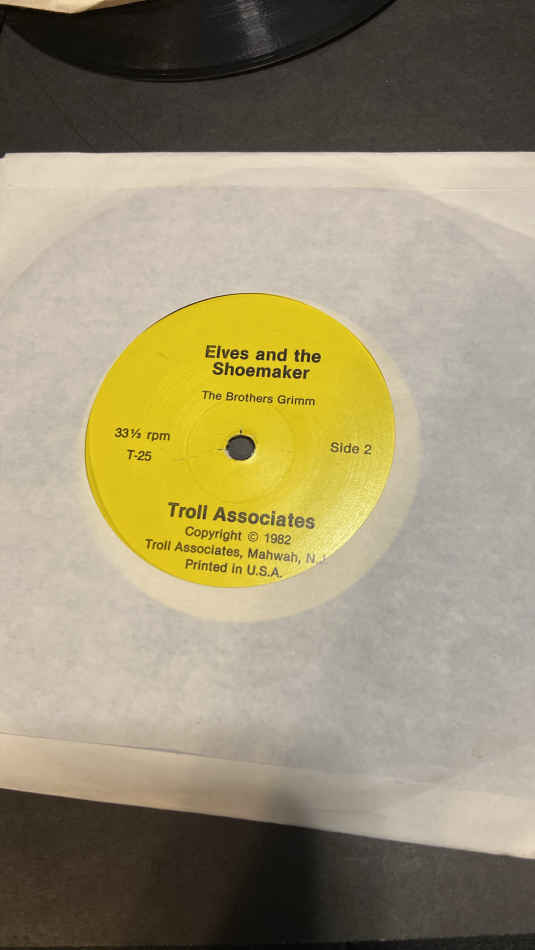 Elves and the
Shoemaker
The Brothers Grimm
33⅓ rpm
T-25
Side 2
Troll Associates
Copyright © 1982
Troll Associates, Mahwah, N.J.
Printed in U.S.A.